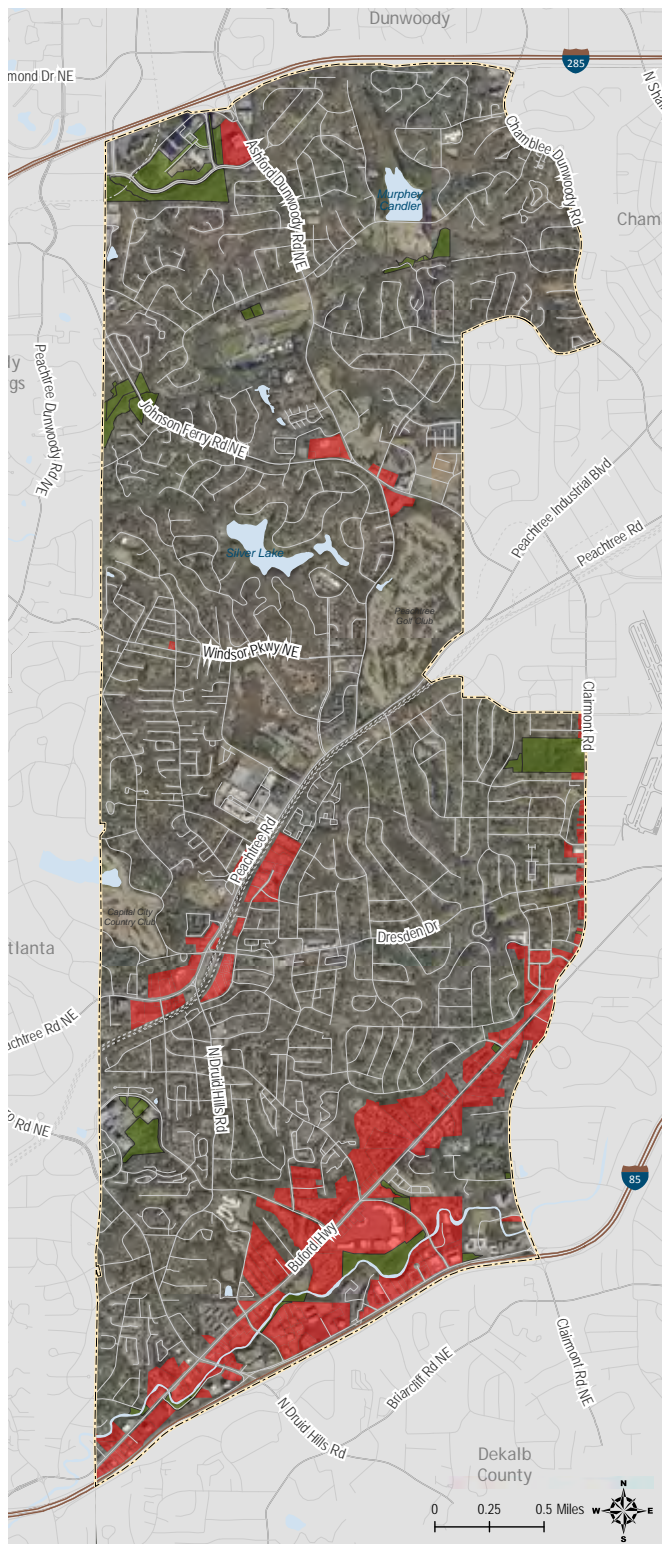 Dunwoody
mond Dr NE
285
N Sha
Chamblee Dunwoody Rd
Ashford Dunwoody Rd NE
Murphey
Candler
Cham
ly
gs
Peachtree Dunwoody Rd NE
Johnson Ferry Rd NE
Peachtree Industrial Blvd
Peachtree Rd
Silver Lake
Peachtree
Golf Club
Windsor Pkwy NE
Clairmont Rd
Peachtree Rd
Capital City
Country Club
Dresden Dr
tlanta
achtree Rd NE
N Druid Hills Rd
o Rd NE
85
Buford Hwy
Clairmont Rd NE
Briarcliff Rd NE
N Druid Hills Rd
Dekalb
County
0 0.25 0.5 Miles
N
W E
S